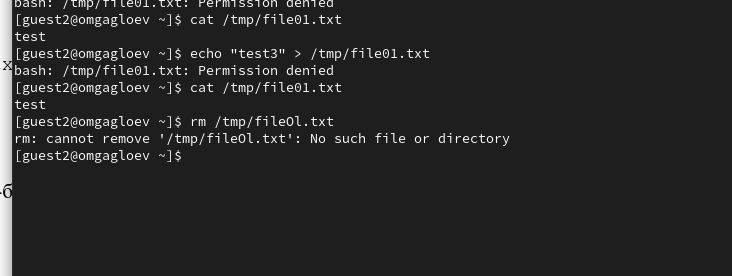 bash: /tmp/file01.txt: Permission denied
[guest2@omgagloev ~]$ cat /tmp/file01.txt
test
[guest2@omgagloev ~]$ echo "test3" > /tmp/file01.txt
х
bash: /tmp/file01.txt: Permission denied
[guest2@omgagloev ~]$ cat /tmp/file01.txt
test
[guest2@omgagloev ~]$ rm /tmp/fileOl.txt
rm: cannot remove '/tmp/fileOl.txt': No such file or directory
[guest2@omgagloev ~]$
-б